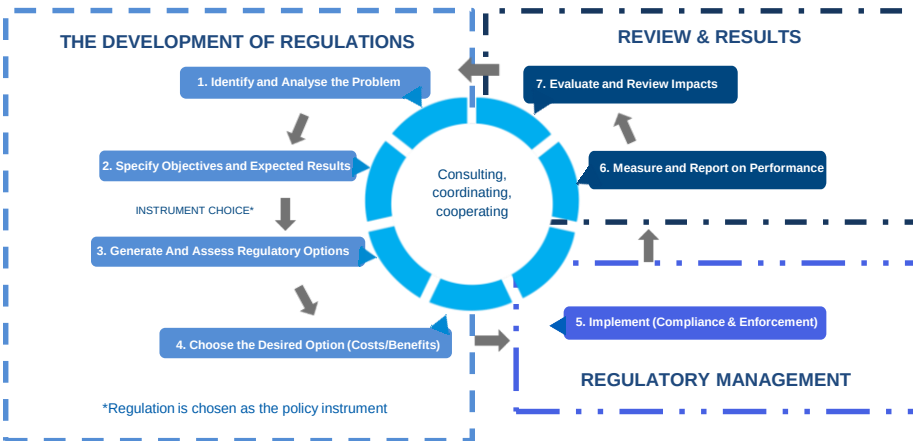 THE DEVELOPMENT OF REGULATIONS
REVIEW & RESULTS
1. Identify and Analyse the Problem
7. Evaluate and Review Impacts
2. Specify Objectives and Expected Results
6. Measure and Report on Performance
Consulting,
coordinating,
cooperating
INSTRUMENT CHOICE*
3. Generate And Assess Regulatory Options
4. Choose the Desired Option (Costs/Benefits)
5. Implement (Compliance & Enforcement)
REGULATORY MANAGEMENT
*Regulation is chosen as the policy instrument